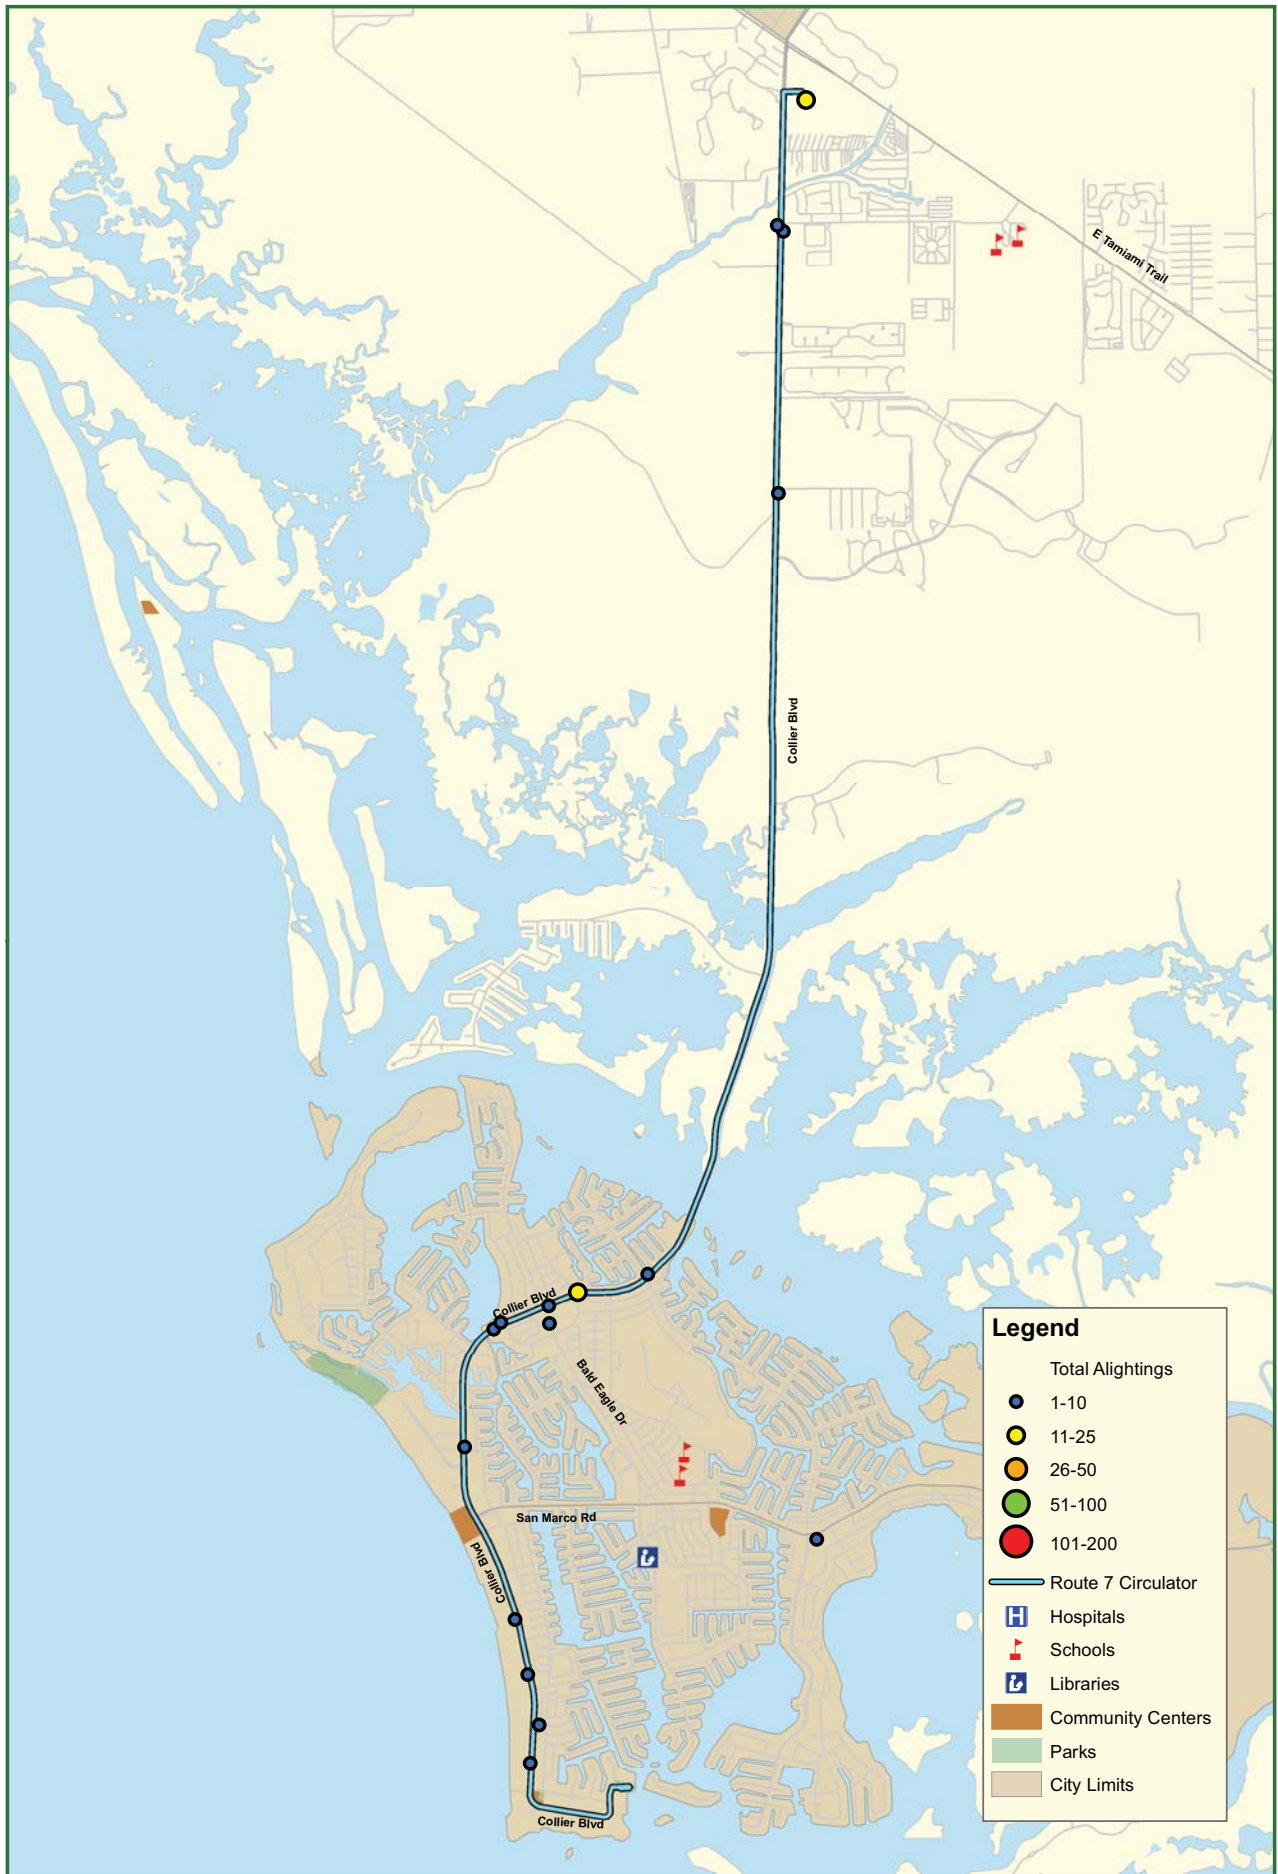 E Tamiami Trail
Collier Blvd
Collier Blvd
Bald Eagle Dr
San Marco Rd
Collier Blvd
Collier Blvd
Legend
Total Alightings
1-10
11-25
26-50
51-100
101-200
Route 7 Circulator
H Hospitals
Schools
Libraries
Community Centers
Parks
City Limits